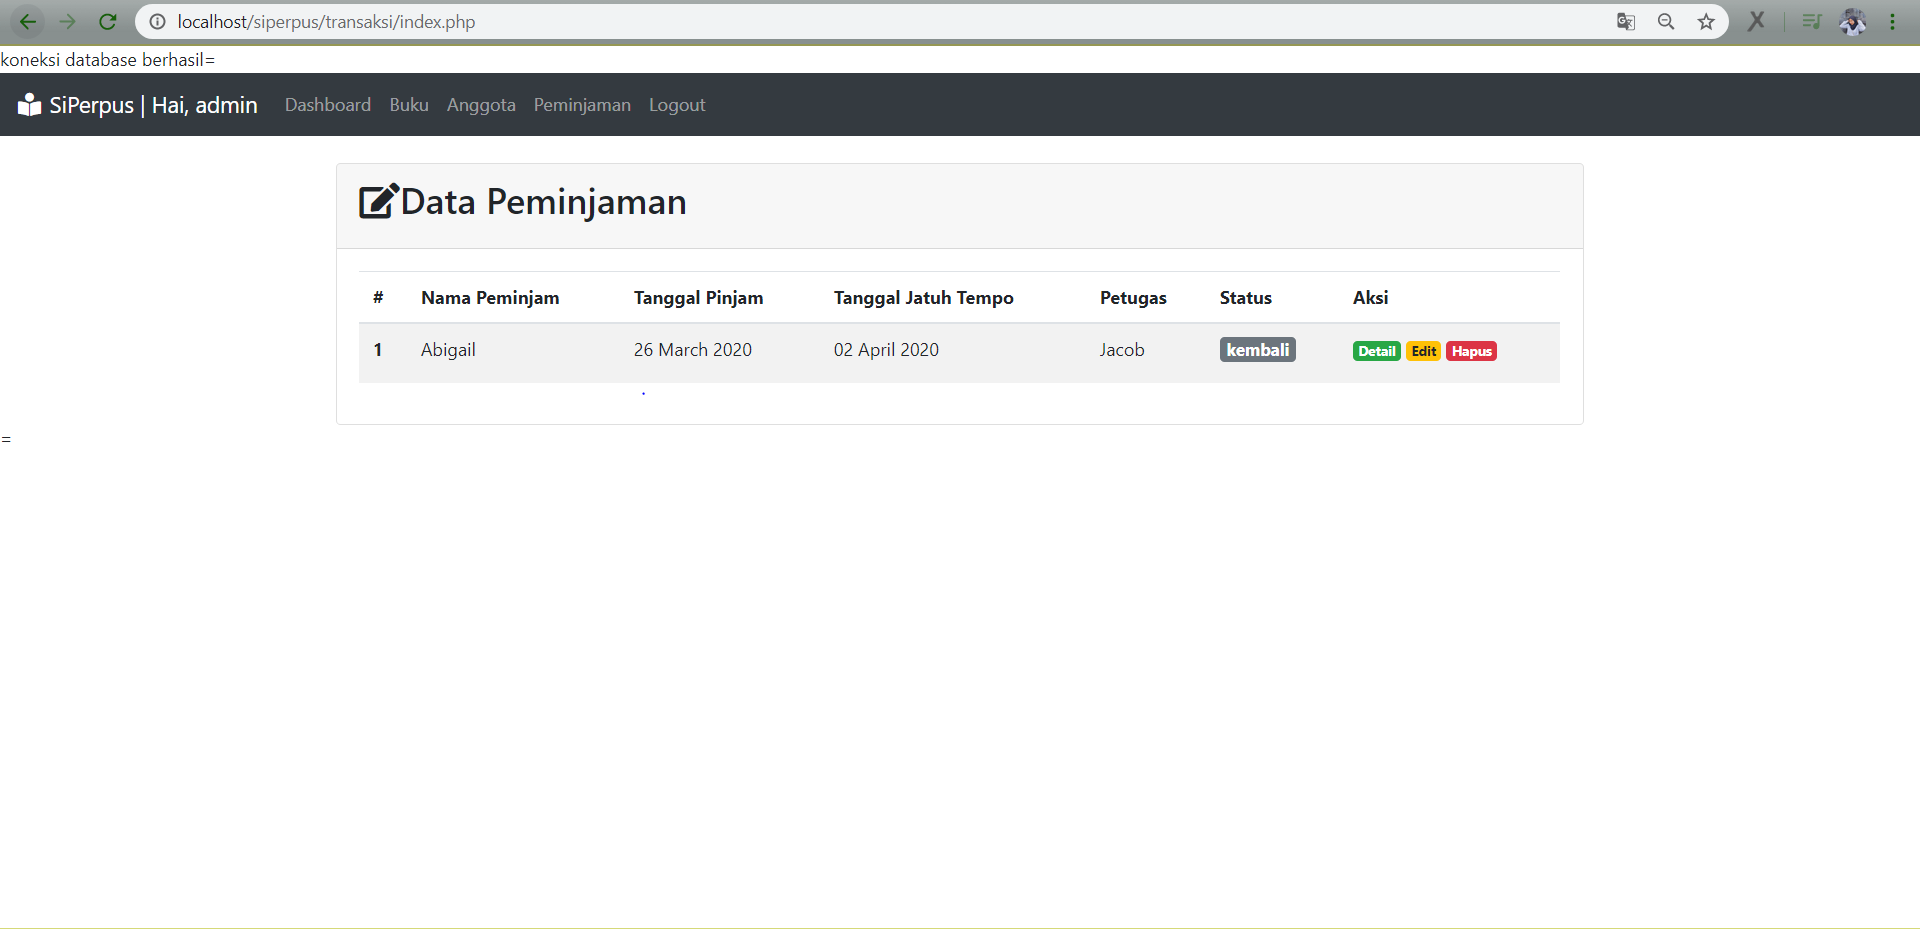 localhost/siperpus/transaksi/index.php
koneksi database berhasil=
SiPerpus | Hai, admin Dashboard Buku Anggota Peminjaman Logout
Data Peminjaman
# Nama Peminjam Tanggal Pinjam Tanggal Jatuh Tempo Petugas Status Aksi
1 Abigail 26 March 2020 02 April 2020 Jacob kembali Detail Edit Hapus
=